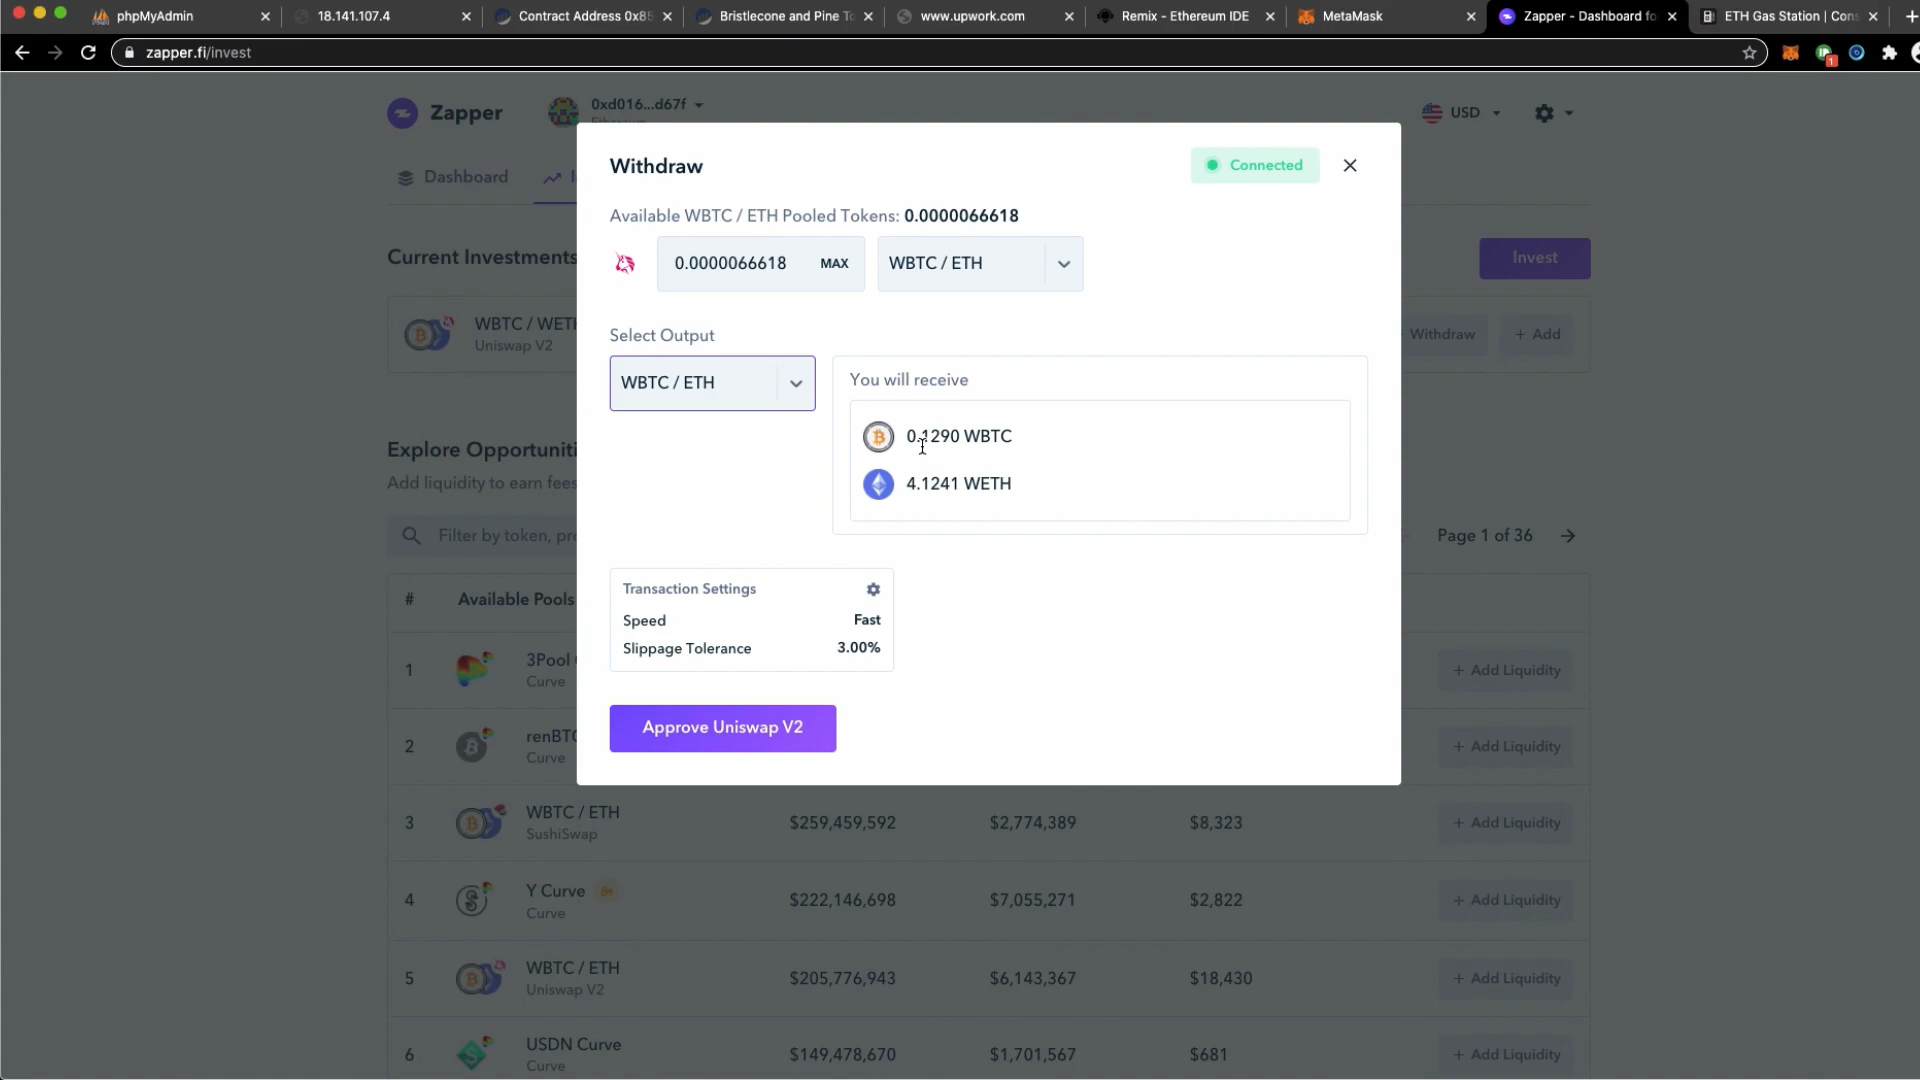 phpMyAdmin
18.141.107.4
Contract Address 0x85
Bristlecone and Pine To
www.upwork.com
Remix - Ethereum IDE
MetaMask
Zapper - Dashboard fo
ETH Gas Station | Cons
zapper.fi/invest
1
Zapper
0xd016...d67f
USD
Dashboard
Current Investments
Invest
WBTC / WETH
Uniswap V2
Withdraw
+ Add
Withdraw
Connected
Available WBTC / ETH Pooled Tokens: 0.0000066618
0.0000066618 MAX
WBTC / ETH
Select Output
WBTC / ETH
You will receive
0.1290 WBTC
4.1241 WETH
Transaction Settings
Speed Fast
Slippage Tolerance 3.00%
Approve Uniswap V2
Explore Opportuni
Add liquidity to earn fees
Filter by token, pro
Page 1 of 36
# Available Pools
1 3Pool
Curve
+ Add Liquidity
2 renBTC
Curve
+ Add Liquidity
3 WBTC / ETH $259,459,592 $2,774,389 $8,323 + Add Liquidity
SushiSwap
4 Y Curve $222,146,698 $7,055,271 $2,822 + Add Liquidity
Curve
5 WBTC / ETH $205,776,943 $6,143,367 $18,430 + Add Liquidity
Uniswap V2
6 USDN Curve $149,478,670 $1,701,567 $681 + Add Liquidity
Curve